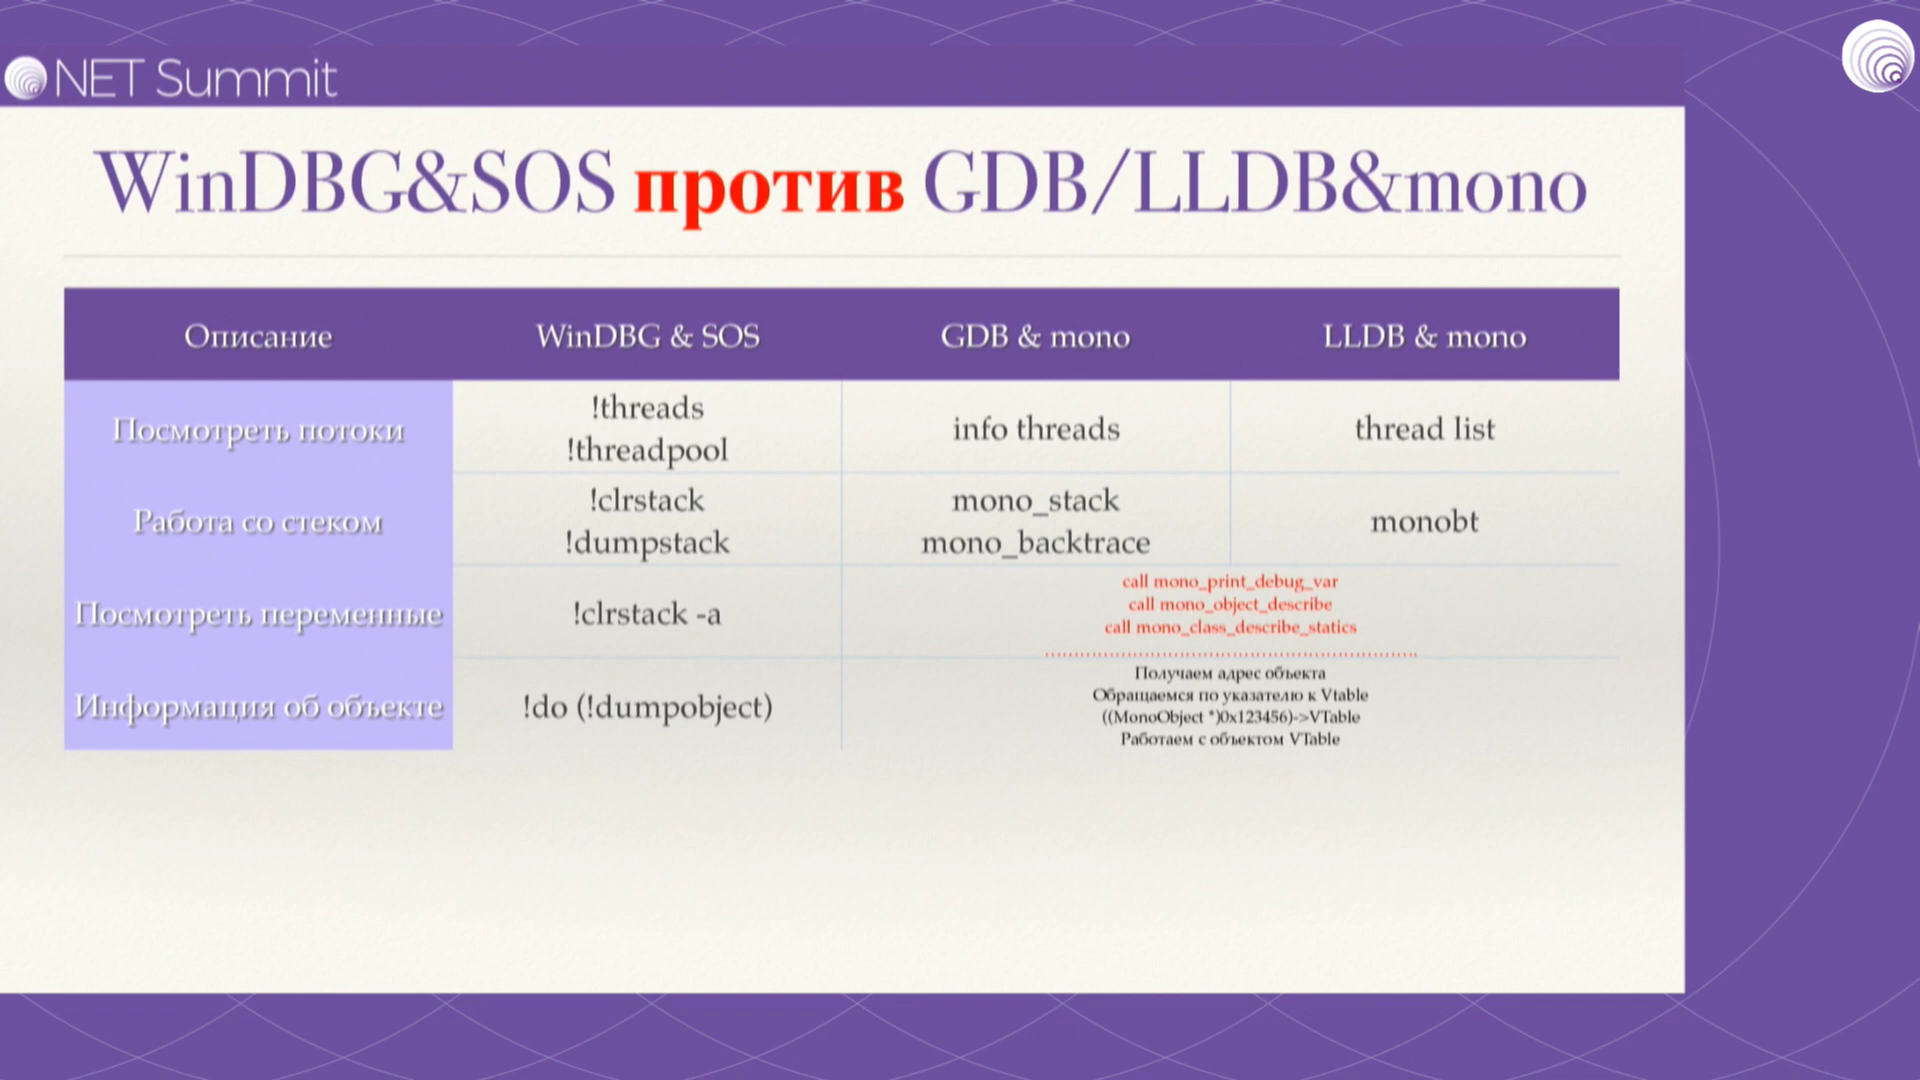 NET Summit
WinDBG&SOS против GDB/LLDB&mono
Описание WinDBG & SOS GDB & mono LLDB & mono
Посмотреть потоки
!threads
!threadpool
info threads
thread list
Работа со стеком
!clrstack
!dumpstack
mono_stack
mono_backtrace
monobt
Посмотреть переменные
!clrstack -a
call mono_print_debug_var
call mono_object_describe
call mono_class_describe_statics
................................................................
Информация об объекте
!do (!dumpobject)
Получаем адрес объекта
Обращаемся по указателю к Vtable
((MonoObject *)0x123456)->VTable
Работаем с объектом VTable